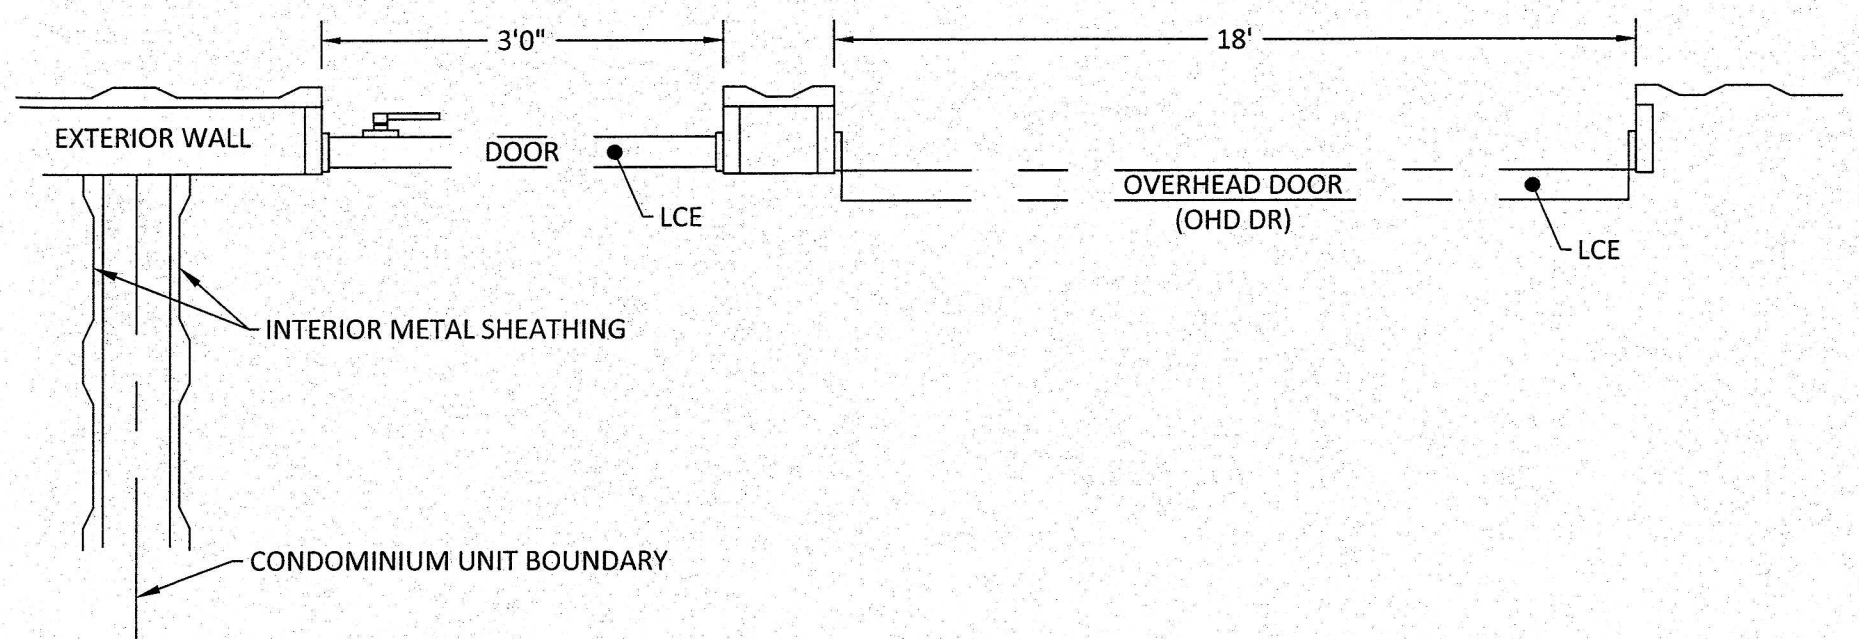 3'0"
18'
EXTERIOR WALL
DOOR
LCE
OVERHEAD DOOR
(OHD DR)
LCE
INTERIOR METAL SHEATHING
CONDOMINIUM UNIT BOUNDARY